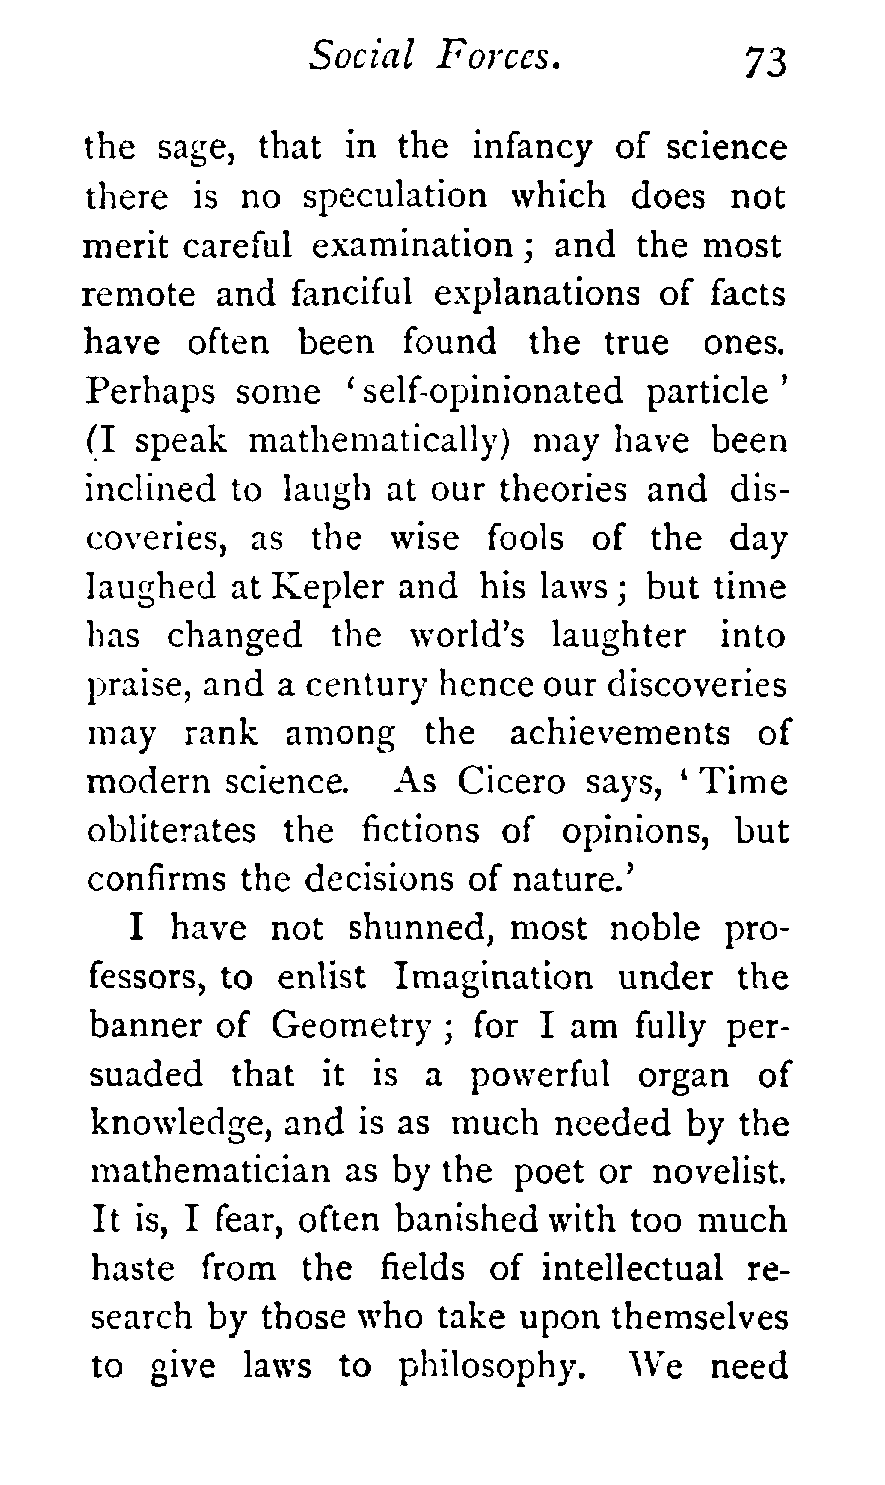 Social Forces. 73
the sage, that in the infancy of science
there is no speculation which does not
merit careful examination ; and the most
remote and fanciful explanations of facts
have often been found the true ones.
Perhaps some ‘ self-opinionated particle ’
(I speak mathematically) may have been
inclined to laugh at our theories and dis-
coveries, as the wise fools of the day
laughed at Kepler and his laws ; but time
has changed the world’s laughter into
praise, and a century hence our discoveries
may rank among the achievements of
modern science. As Cicero says, ‘ Time
obliterates the fictions of opinions, but
confirms the decisions of nature.’
I have not shunned, most noble pro-
fessors, to enlist Imagination under the
banner of Geometry ; for I am fully per-
suaded that it is a powerful organ of
knowledge, and is as much needed by the
mathematician as by the poet or novelist.
It is, I fear, often banished with too much
haste from the fields of intellectual re-
search by those who take upon themselves
to give laws to philosophy. We need